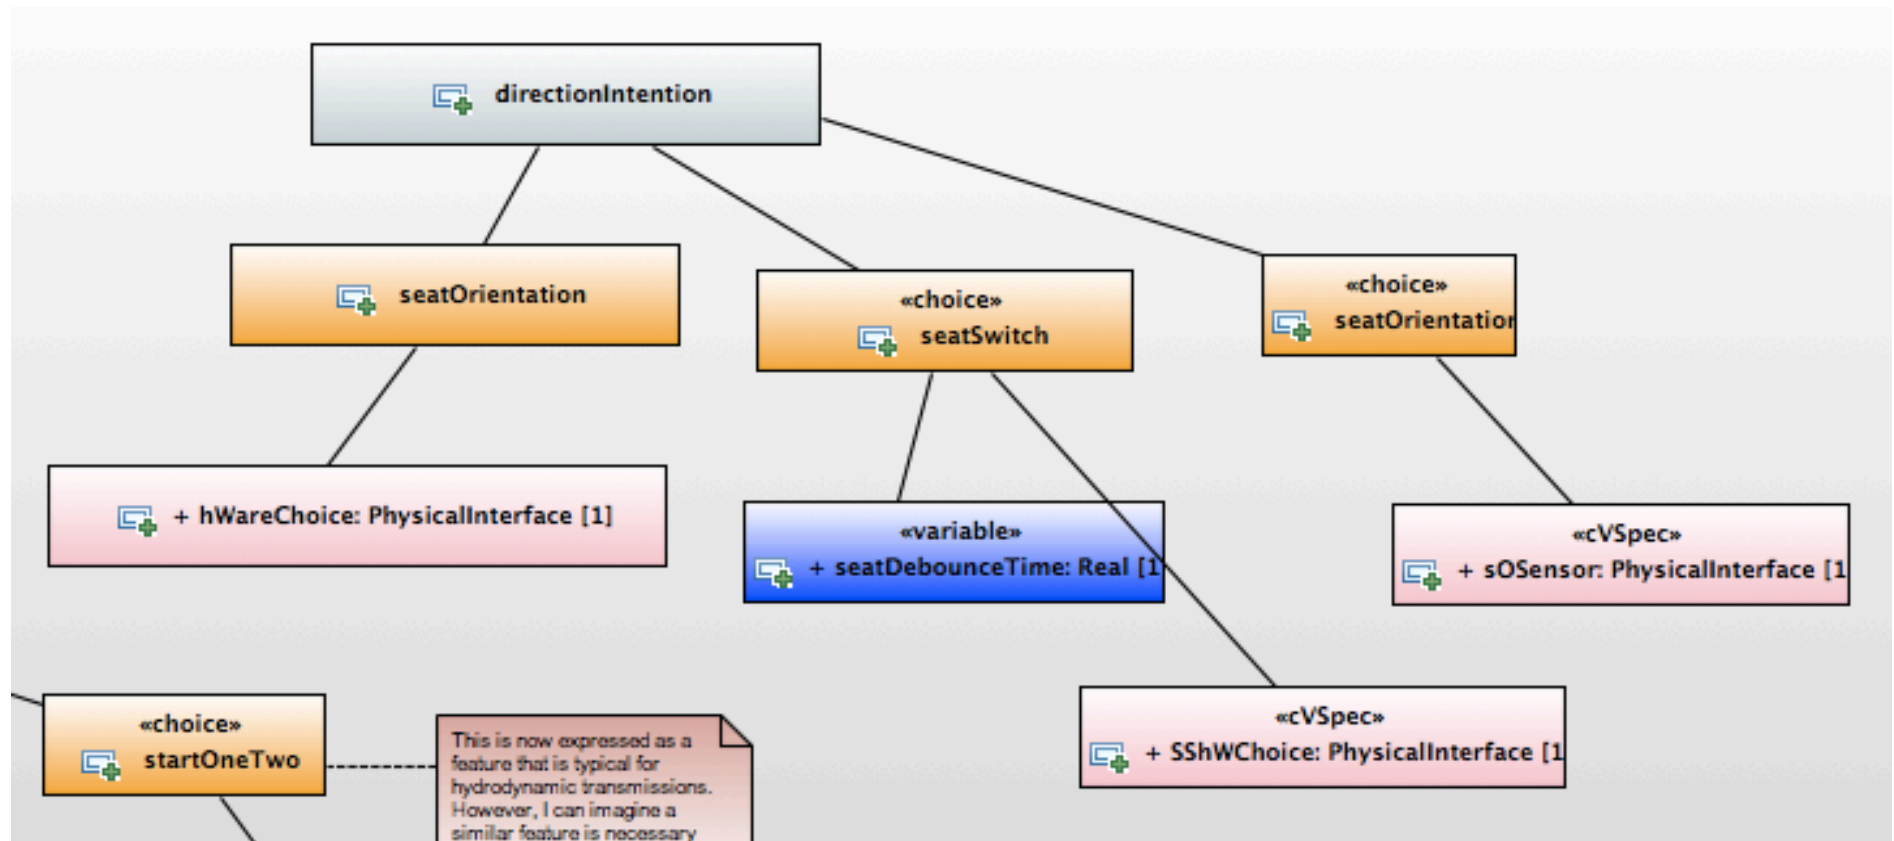 directionIntention
seatOrientation
«choice»
seatSwitch
«choice»
seatOrientation
+ hWareChoice: PhysicalInterface [1]
«variable»
+ seatDebounceTime: Real [1
«cVSpec»
+ sOSensor: PhysicalInterface [1
«cVSpec»
+ SShWChoice: PhysicalInterface [1
«choice»
startOneTwo
This is now expressed as a
feature that is typical for
hydrodynamic transmissions.
However, I can imagine a
similar feature is necessary